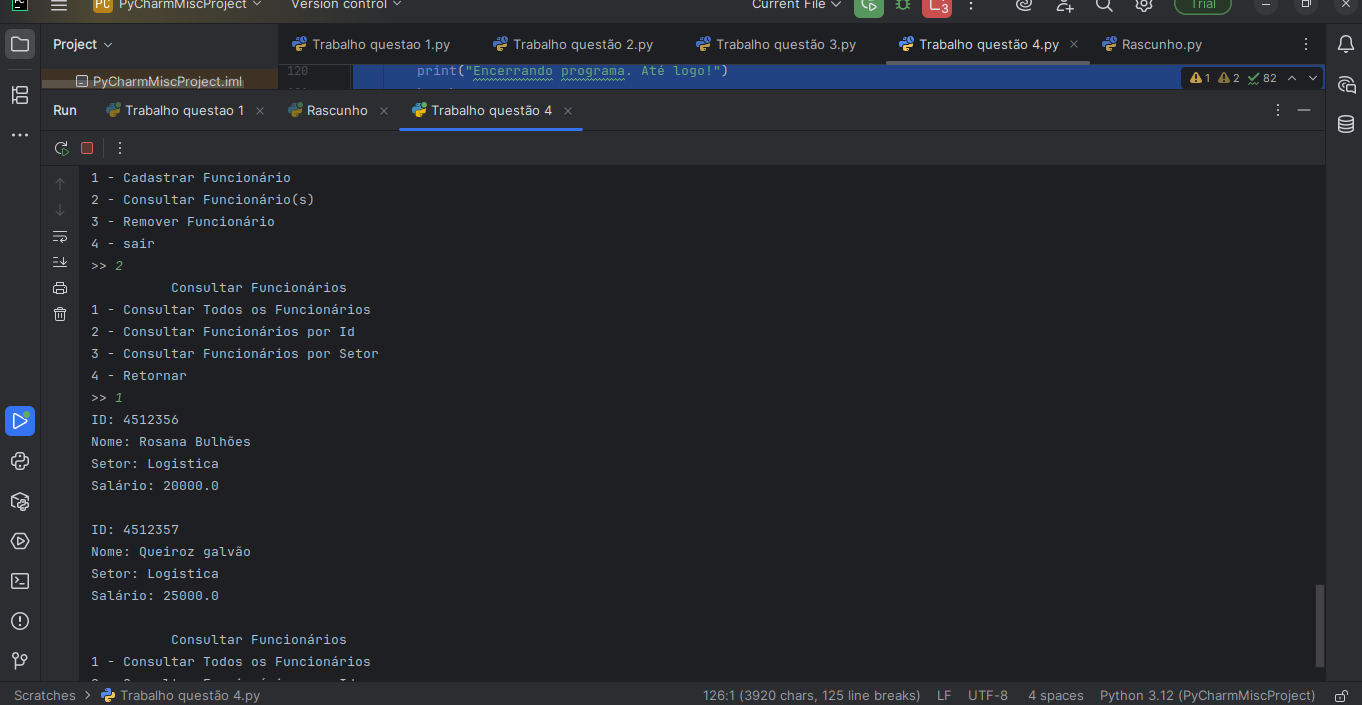 PC PyCharmMiscProject Version control Current File 3 Trial
Project Trabalho questao 1.py Trabalho questão 2.py Trabalho questão 3.py Trabalho questão 4.py Rascunho.py
PyCharmMiscProject.iml 120 print("Encerrando programa. Até logo!") 1 2 82
Run Trabalho questao 1 Rascunho Trabalho questão 4
1 - Cadastrar Funcionário
2 - Consultar Funcionário(s)
3 - Remover Funcionário
4 - sair
>> 2
Consultar Funcionários
1 - Consultar Todos os Funcionários
2 - Consultar Funcionários por Id
3 - Consultar Funcionários por Setor
4 - Retornar
>> 1
ID: 4512356
Nome: Rosana Bulhões
Setor: Logistica
Salário: 20000.0
ID: 4512357
Nome: Queiroz galvão
Setor: Logistica
Salário: 25000.0
Consultar Funcionários
1 - Consultar Todos os Funcionários
Scratches Trabalho questão 4.py 126:1 (3920 chars, 125 line breaks) LF UTF-8 4 spaces Python 3.12 (PyCharmMiscProject)